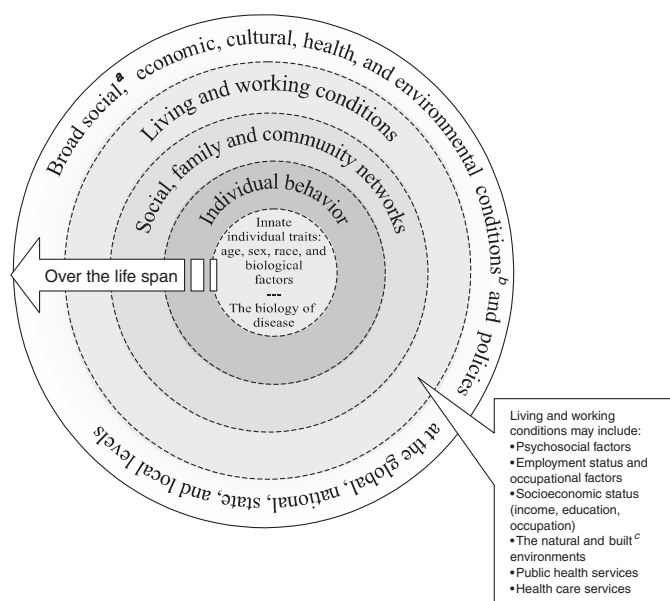 Broad social,a economic, cultural, health, and environmental conditionsb and policies
at the global, national, state, and local levels
Living and working conditions
Social, family and community networks
Individual behavior
Innate
individual traits:
age, sex, race, and
biological
factors
---
The biology of
disease
Over the life span
Living and working
conditions may include:
•Psychosocial factors
•Employment status and
occupational factors
•Socioeconomic status
(income, education,
occupation)
•The natural and builtc
environments
•Public health services
•Health care services